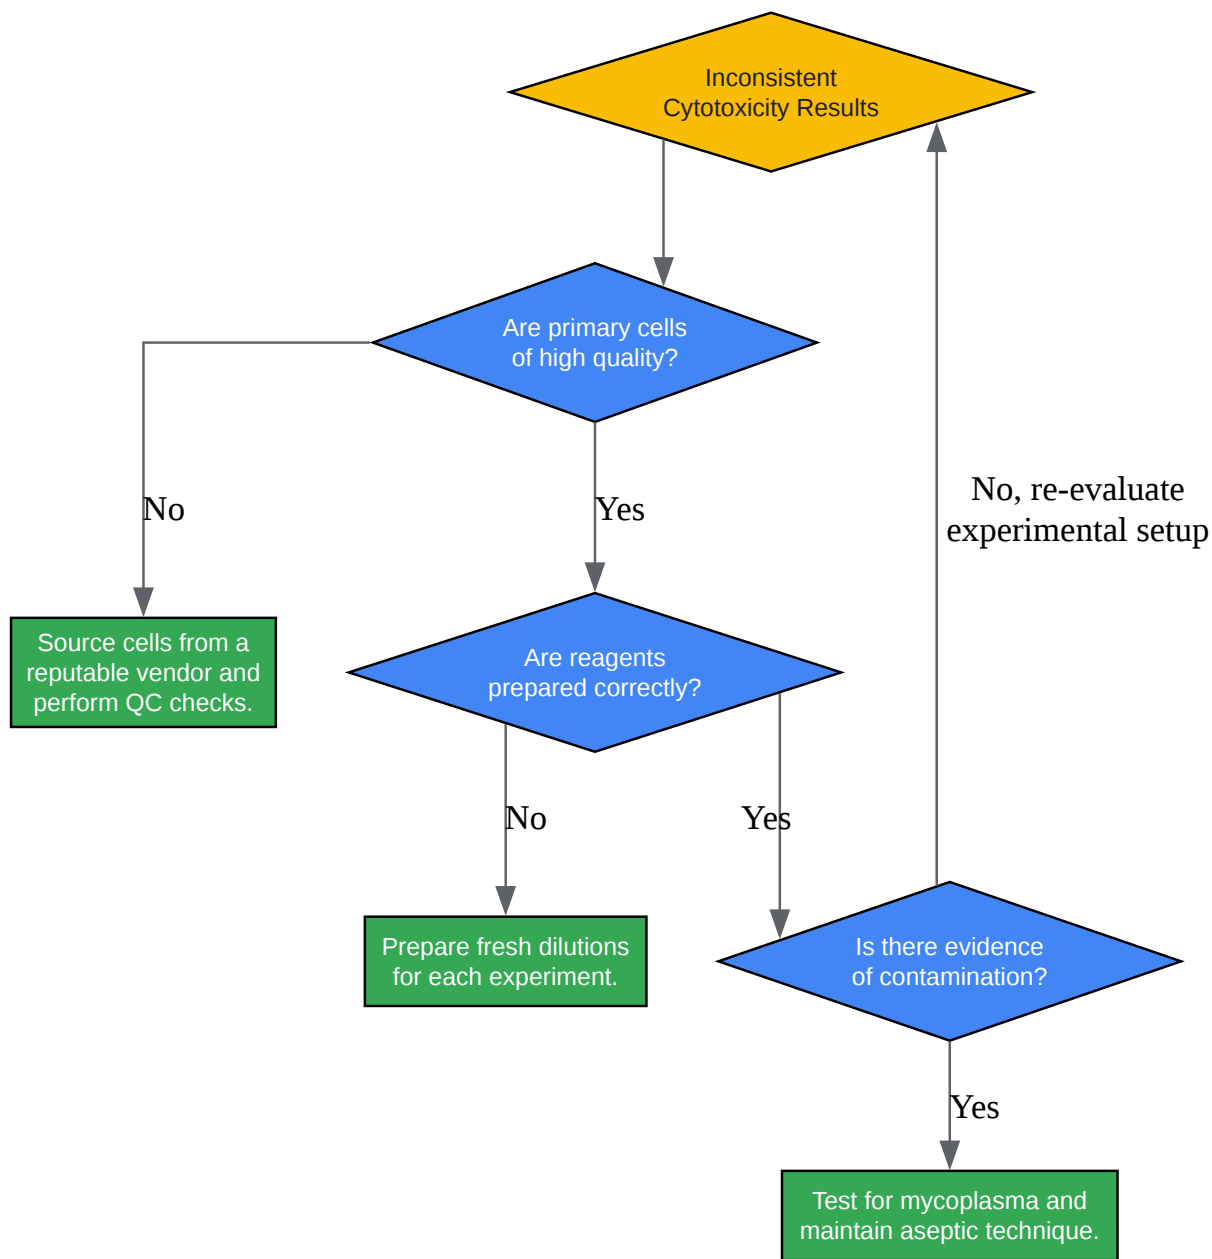 Inconsistent
Cytotoxicity Results
Are primary cells
of high quality?
No
Yes
No, re-evaluate
experimental setup
Source cells from a
reputable vendor and
perform QC checks.
Are reagents
prepared correctly?
No
Yes
Prepare fresh dilutions
for each experiment.
Is there evidence
of contamination?
Yes
Test for mycoplasma and
maintain aseptic technique.